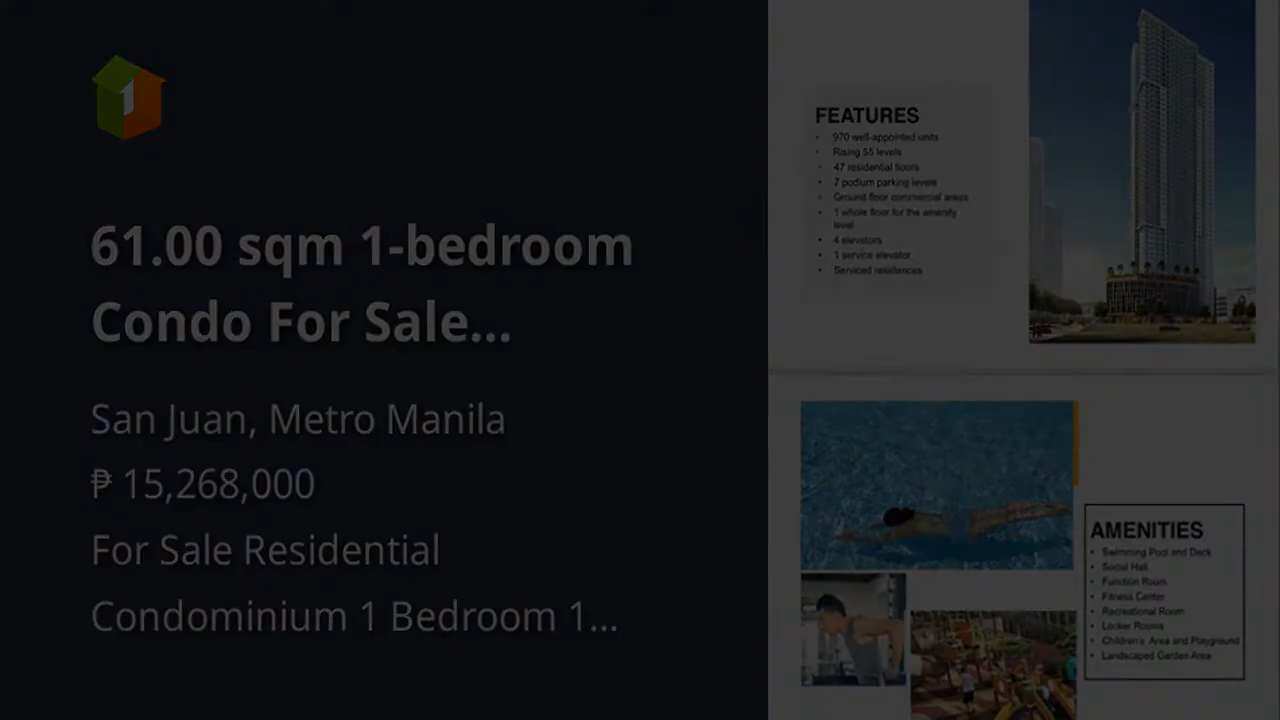 61.00 sqm 1-bedroom
Condo For Sale...
San Juan, Metro Manila
₱ 15,268,000
For Sale Residential
Condominium 1 Bedroom 1...
FEATURES
• 970 well-appointed units
• Rising 55 levels
• 47 residential floors
• 7 podium parking levels
• Ground floor commercial areas
• 1 whole floor for the amenity
level
• 4 elevators
• 1 service elevator
• Serviced residences
AMENITIES
• Swimming Pool and Deck
• Social Hall
• Function Room
• Fitness Center
• Recreational Room
• Locker Rooms
• Children's Area and Playground
• Landscaped Garden Area